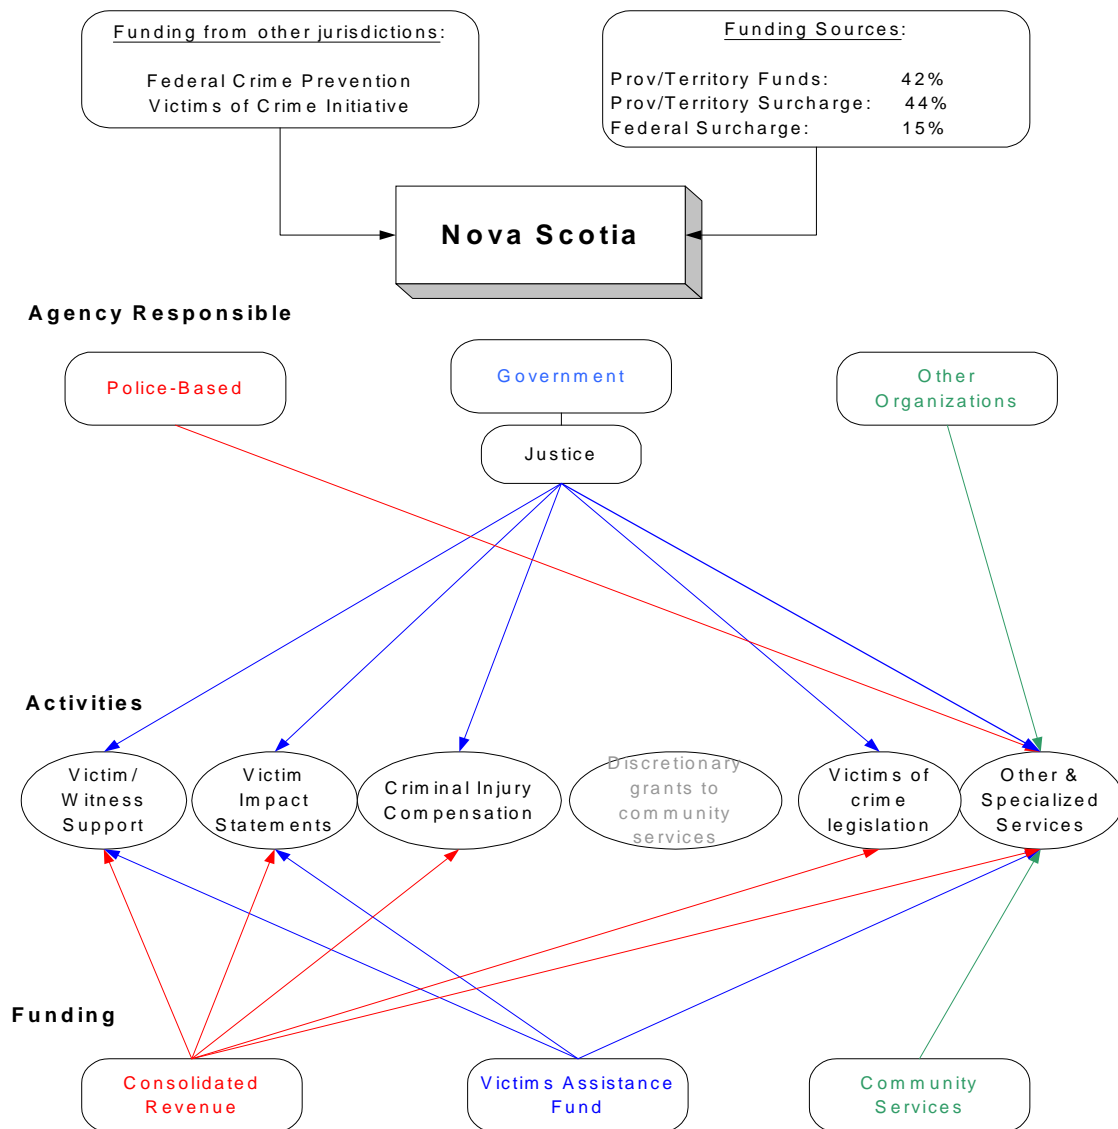 Funding from other jurisdictions:
Federal Crime Prevention
Victims of Crime Initiative
Funding Sources:
Prov/Territory Funds: 42%
Prov/Territory Surcharge: 44%
Federal Surcharge: 15%
Nova Scotia
Agency Responsible
Police-Based
Government
Other
Organizations
Justice
Activities
Victim/
Witness
Support
Victim
Impact
Statements
Criminal Injury
Compensation
Discretionary
grants to
community
services
Victims of
crime
legislation
Other &
Specialized
Services
Funding
Consolidated
Revenue
Victims Assistance
Fund
Community
Services